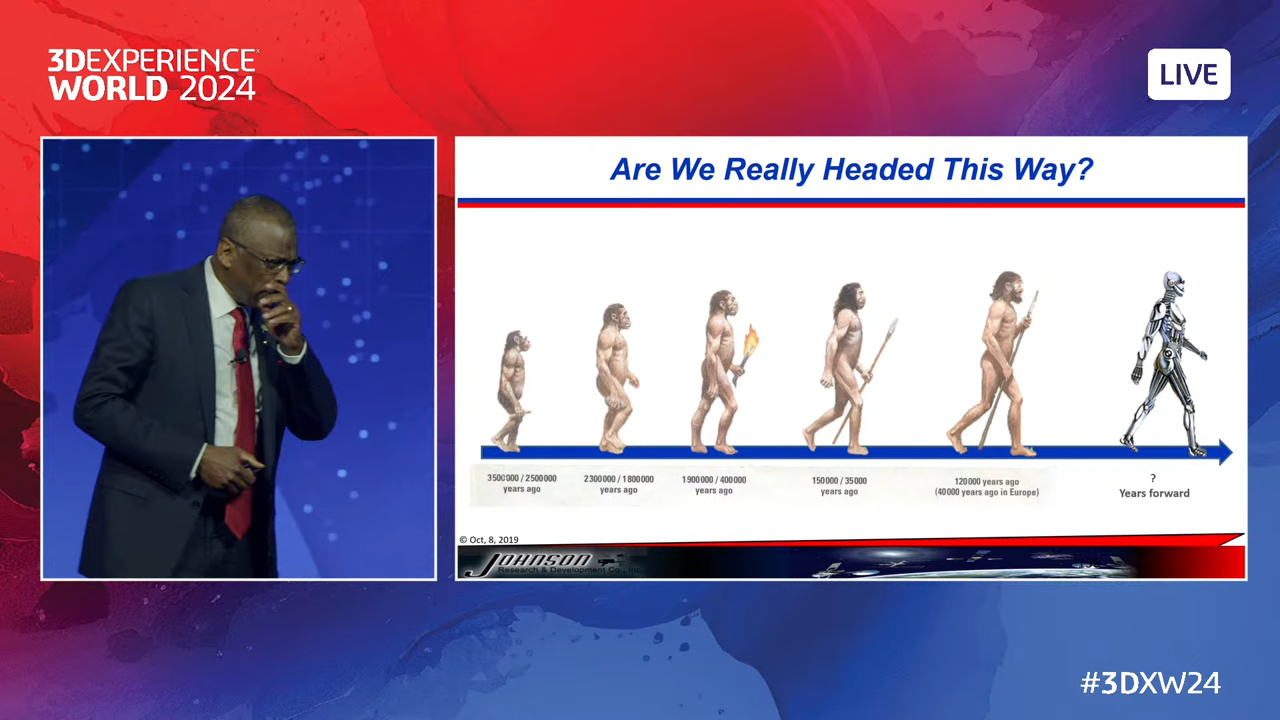 3DEXPERIENCE
WORLD 2024
LIVE
Are We Really Headed This Way?
3500000 / 2500000
years ago
2300000 / 1800000
years ago
1900000 / 400000
years ago
150000 / 35000
years ago
120000 years ago
(40000 years ago in Europe)
?
Years forward
© Oct, 8, 2019
JOHNSON
Research & Development Co., Inc.
#3DXW24